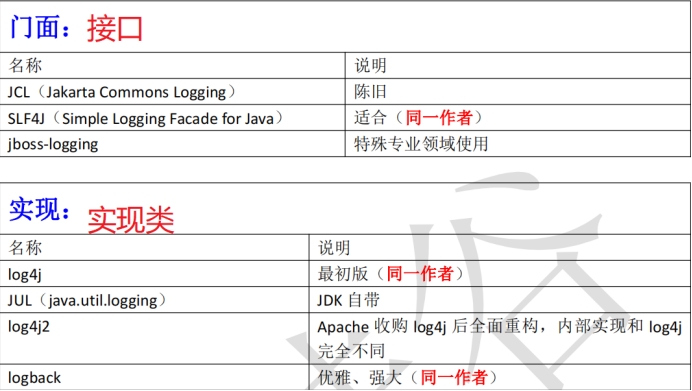 门面：接口
名称 说明
JCL（Jakarta Commons Logging） 陈旧
SLF4J（Simple Logging Facade for Java） 适合（同一作者）
jboss-logging 特殊专业领域使用
实现：实现类
名称 说明
log4j 最初版（同一作者）
JUL（java.util.logging） JDK 自带
log4j2 Apache 收购 log4j 后全面重构，内部实现和 log4j
完全不同
logback 优雅、强大（同一作者）